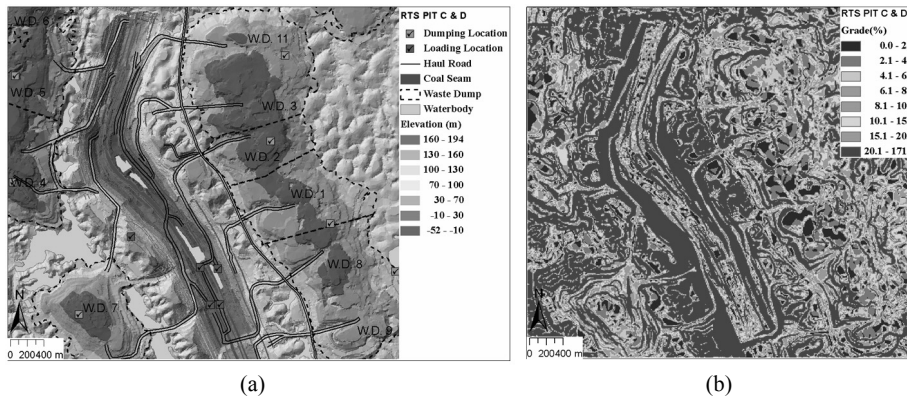 RTS PIT C & D
Dumping Location
Loading Location
Haul Road
Coal Seam
Waste Dump
Waterbody
Elevation (m)
160 - 194
130 - 160
100 - 130
70 - 100
30 - 70
-10 - 30
-52 - -10
W.D. 6
W.D. 11
W.D. 5
W.D. 3
W.D. 2
W.D. 4
W.D. 1
W.D. 8
W.D. 7
W.D. 9
N
0 200400 m
(a)
RTS PIT C & D
Grade(%)
0.0 - 2
2.1 - 4
4.1 - 6
6.1 - 8
8.1 - 10
10.1 - 15
15.1 - 20
20.1 - 171
N
0 200400 m
(b)